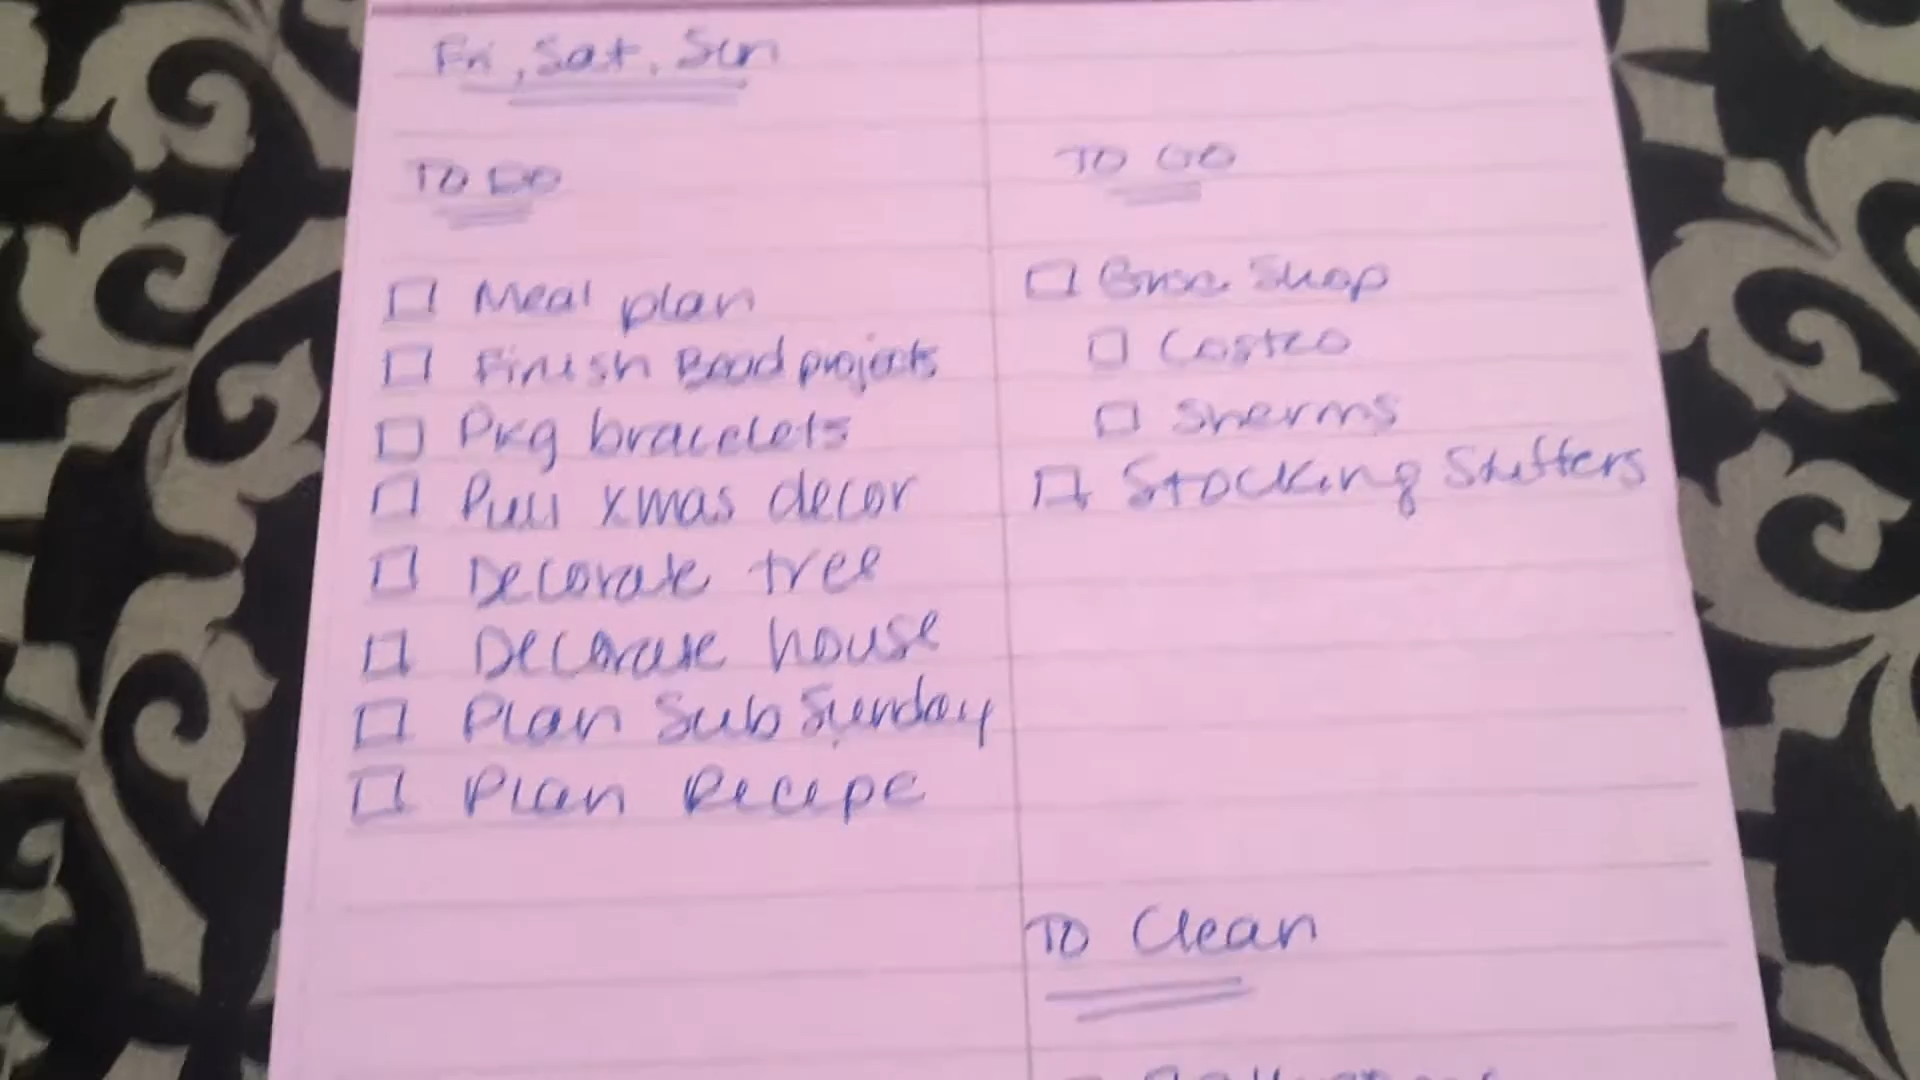 Fri, Sat, Sun
TO DO
Meal plan
Finish Bead projects
Pkg bracelets
Pull xmas decor
Decorate tree
Decorate house
Plan Sub Sunday
Plan Recipe
TO GO
Shop
Costco
Sherms
Stocking Stuffers
To Clean